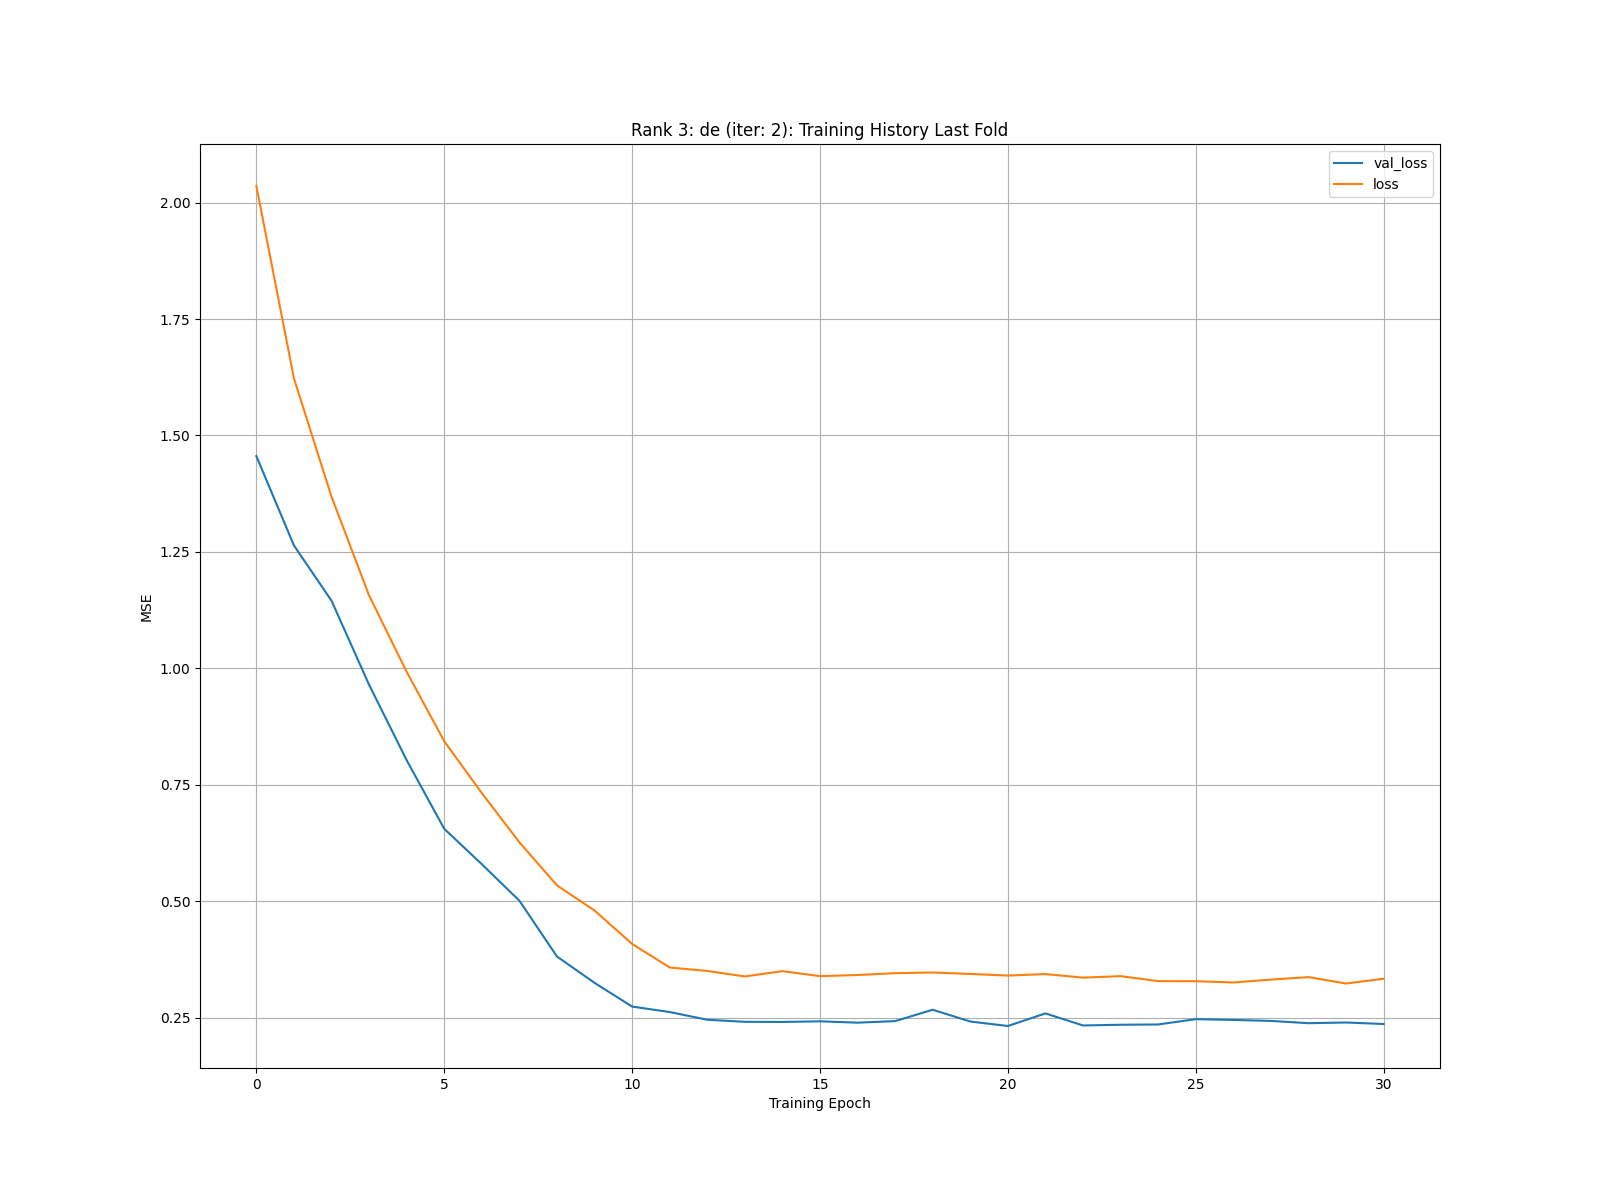 Rank 3: de (iter: 2): Training History Last Fold
val_loss
loss
2.00
1.75
1.50
1.25
1.00
0.75
0.50
0.25
MSE
0 5 10 15 20 25 30
Training Epoch